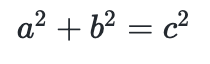 a² + b² = c²